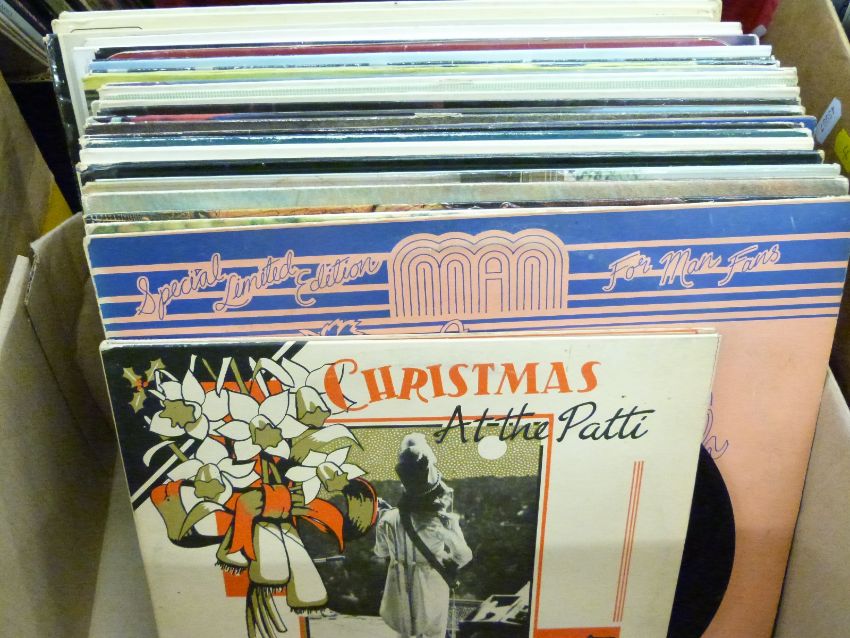 Special Limited Edition
MAN
For Man Fans
CHRISTMAS
At the Patti